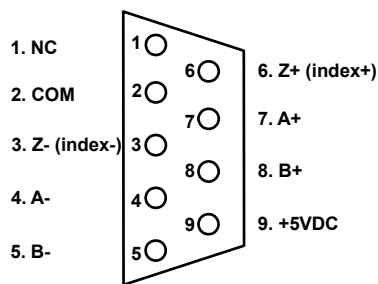 1. NC
2. COM
3. Z- (index-)
4. A-
5. B-
1
2
3
4
5
6
7
8
9
6. Z+ (index+)
7. A+
8. B+
9. +5VDC